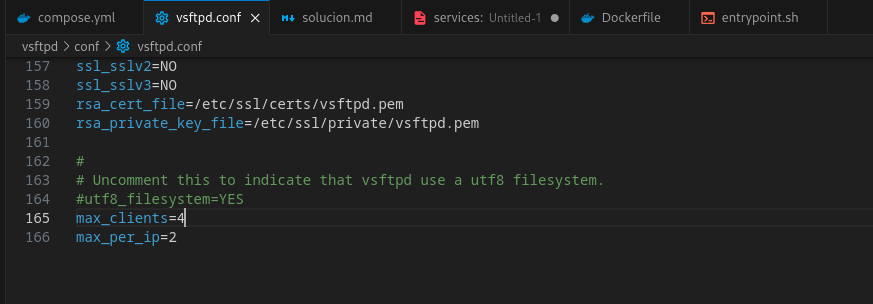 compose.yml vsftpd.conf solucion.md services: Untitled-1 Dockerfile entrypoint.sh
vsftpd > conf > vsftpd.conf
157 ssl_sslv2=NO
158 ssl_sslv3=NO
159 rsa_cert_file=/etc/ssl/certs/vsftpd.pem
160 rsa_private_key_file=/etc/ssl/private/vsftpd.pem
161
162 #
163 # Uncomment this to indicate that vsftpd use a utf8 filesystem.
164 #utf8_filesystem=YES
165 max_clients=4
166 max_per_ip=2